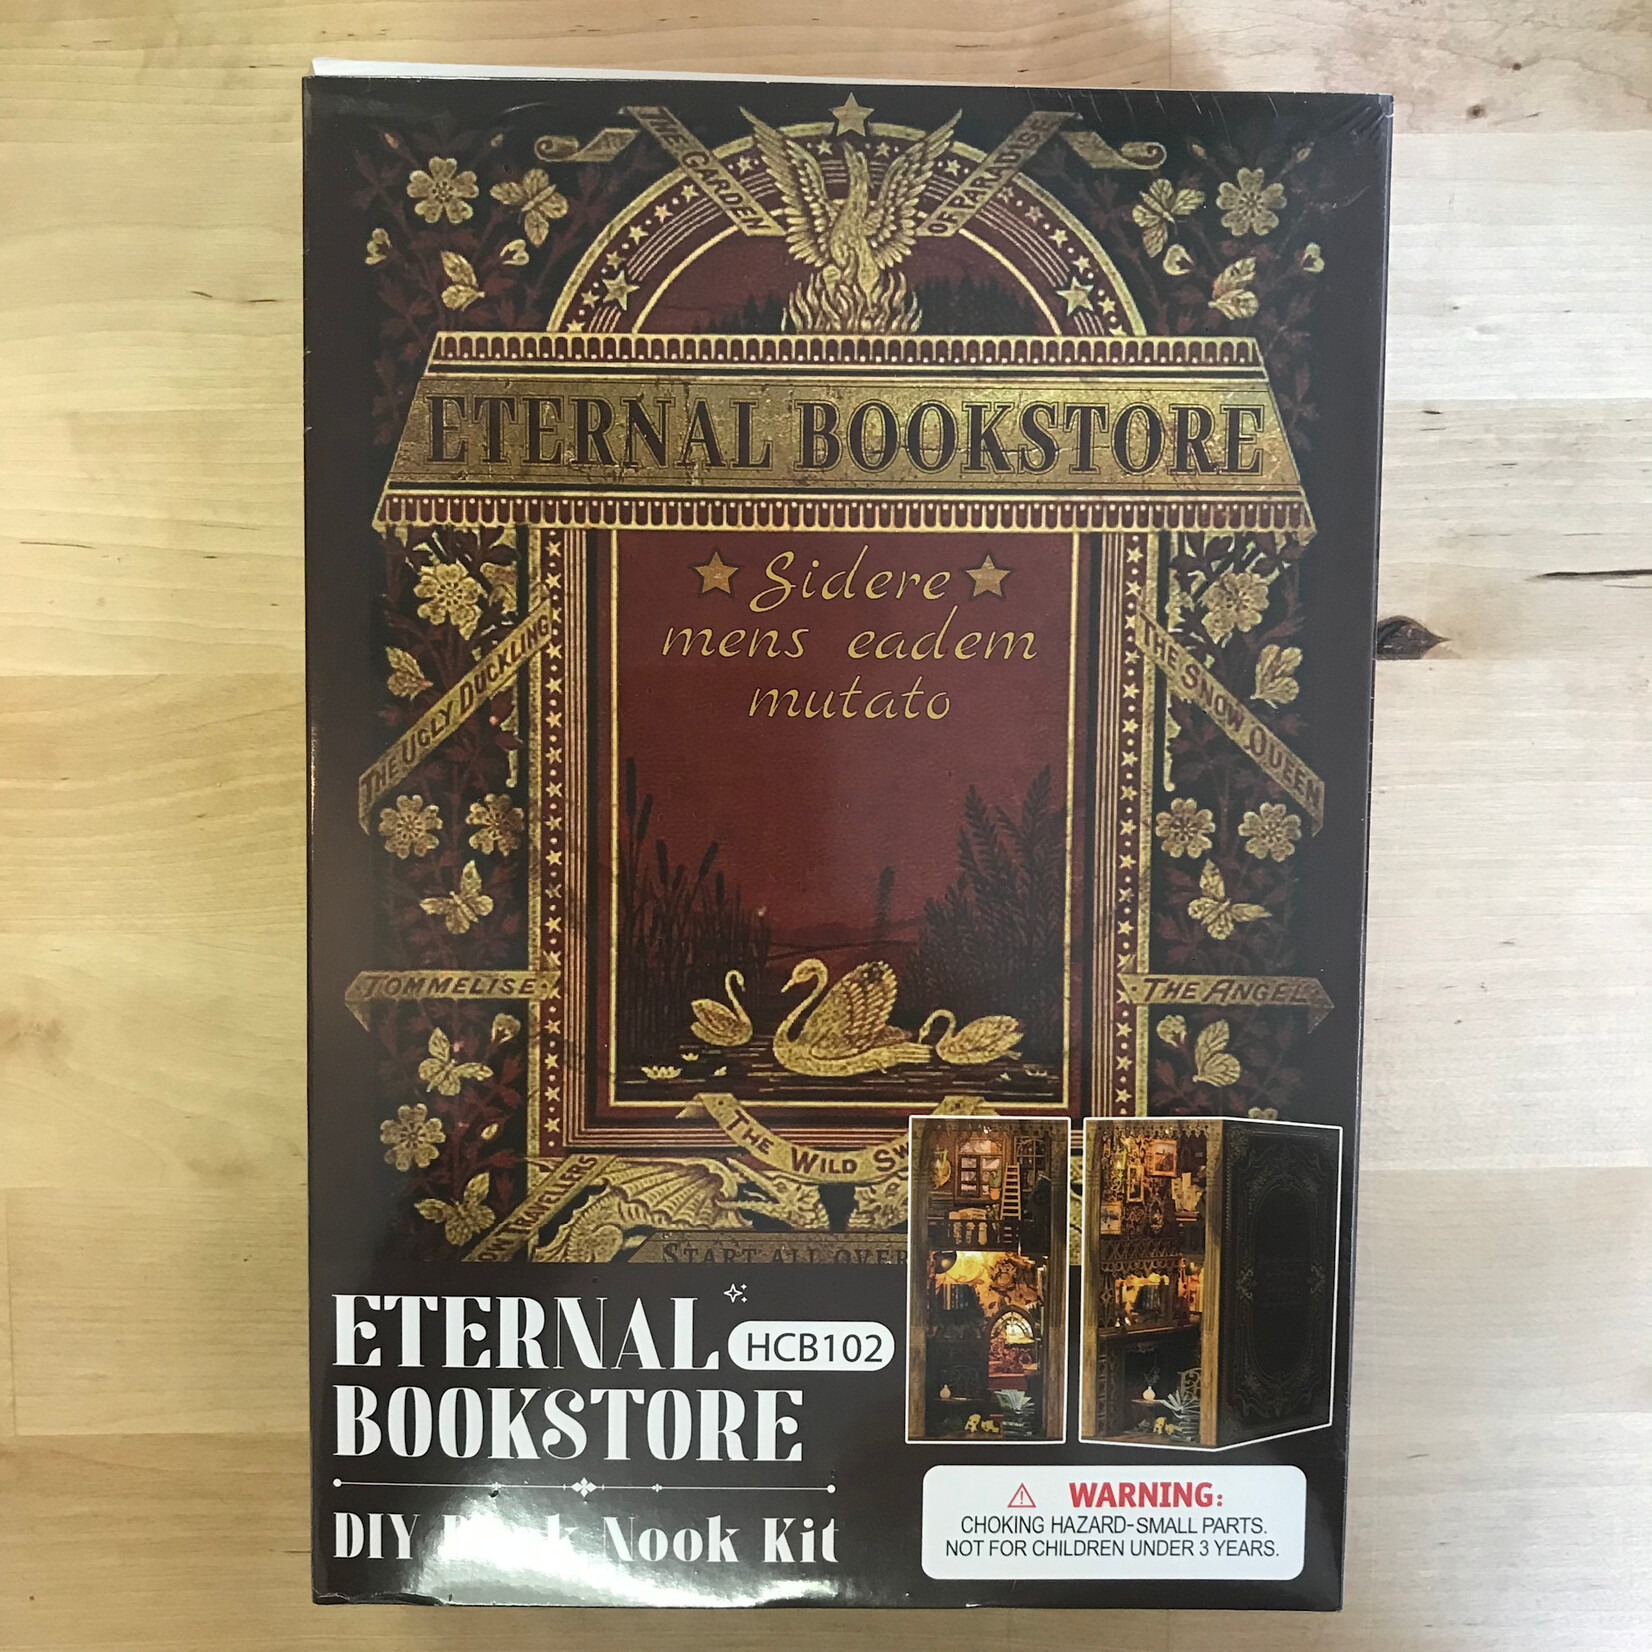 THE GARDEN
OF PARADISE
ETERNAL BOOKSTORE
Sidere
mens eadem
mutato
THE UGLY DUCKLING
THE SNOW QUEEN
TOMMELISE
THE ANGEL
THE WILD
START ALL OVER
ETERNAL
HCB102
BOOKSTORE
DIY Nook Kit
WARNING:
CHOKING HAZARD-SMALL PARTS.
NOT FOR CHILDREN UNDER 3 YEARS.